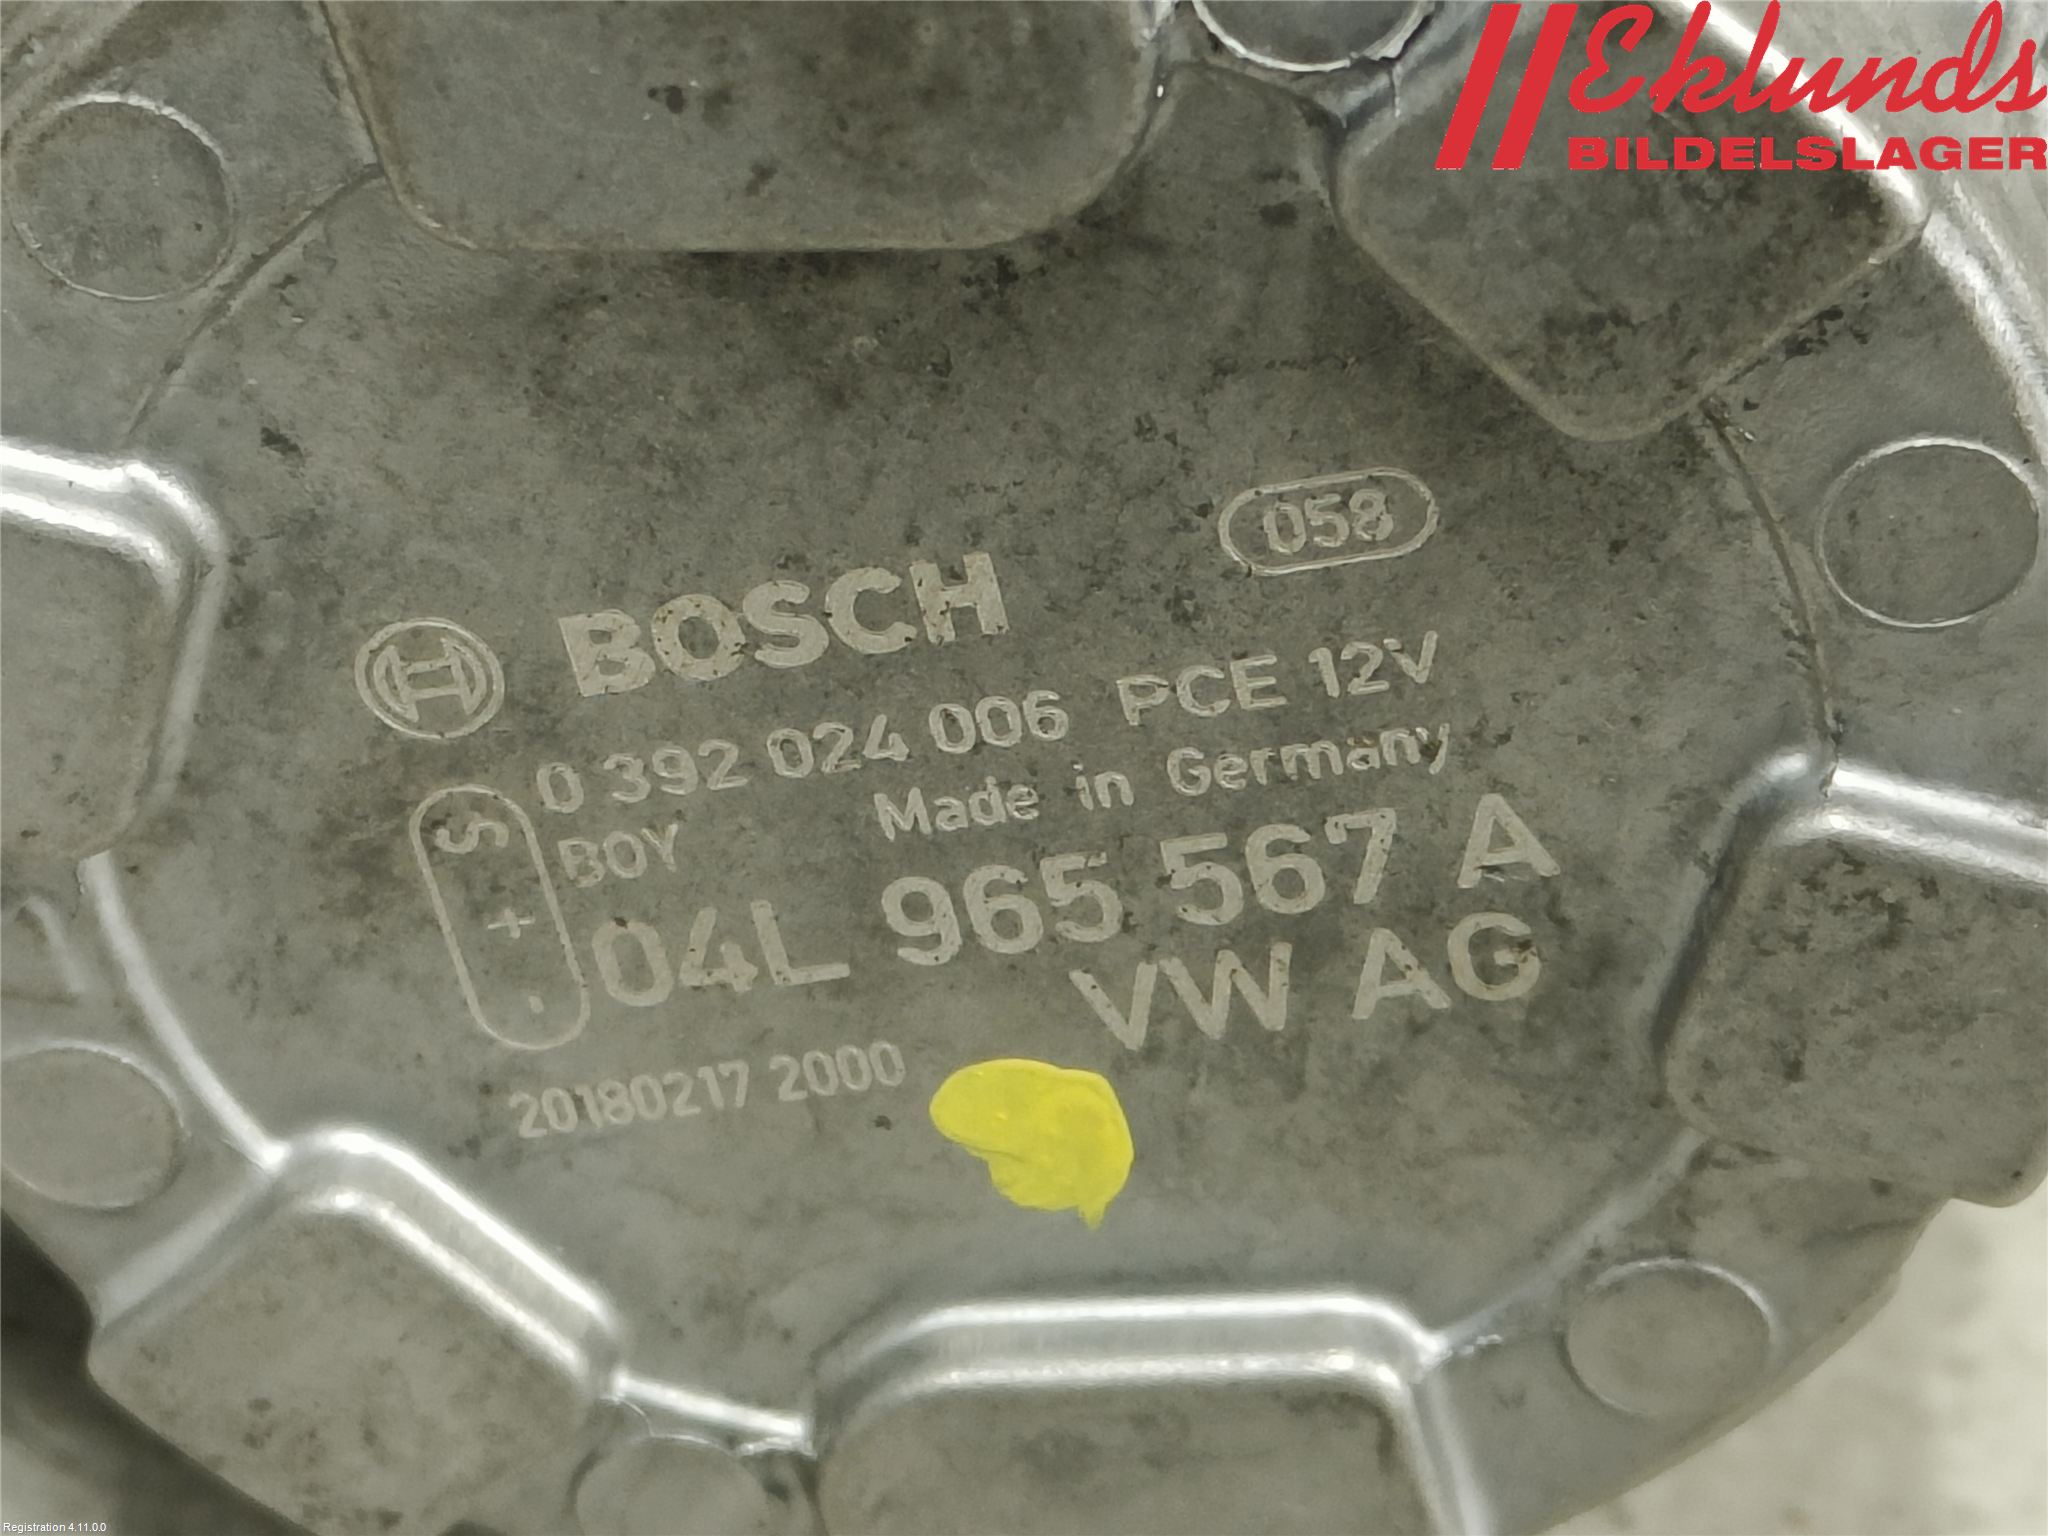 Eklunds
BILDELSLAGER
058
BOSCH
0 392 024 006 PCE 12V
Made in Germany
BOY
S
+
-
04L 965 567 A
VW AG
20180217 2000
Registration 4.11.0.0